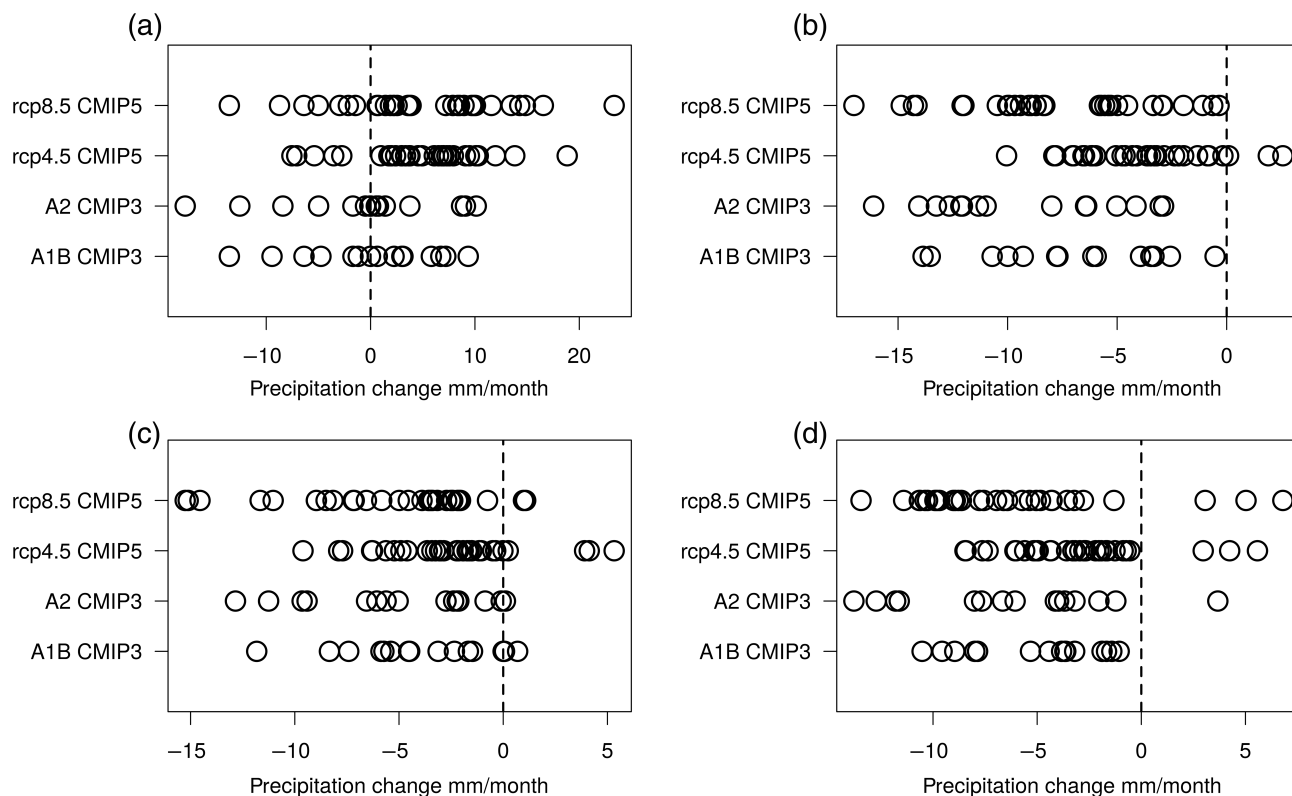 (a)
rcp8.5 CMIP5
rcp4.5 CMIP5
A2 CMIP3
A1B CMIP3
−10 0 10 20
Precipitation change mm/month
(b)
rcp8.5 CMIP5
rcp4.5 CMIP5
A2 CMIP3
A1B CMIP3
−15 −10 −5 0
Precipitation change mm/month
(c)
rcp8.5 CMIP5
rcp4.5 CMIP5
A2 CMIP3
A1B CMIP3
−15 −10 −5 0 5
Precipitation change mm/month
(d)
rcp8.5 CMIP5
rcp4.5 CMIP5
A2 CMIP3
A1B CMIP3
−10 −5 0 5
Precipitation change mm/month